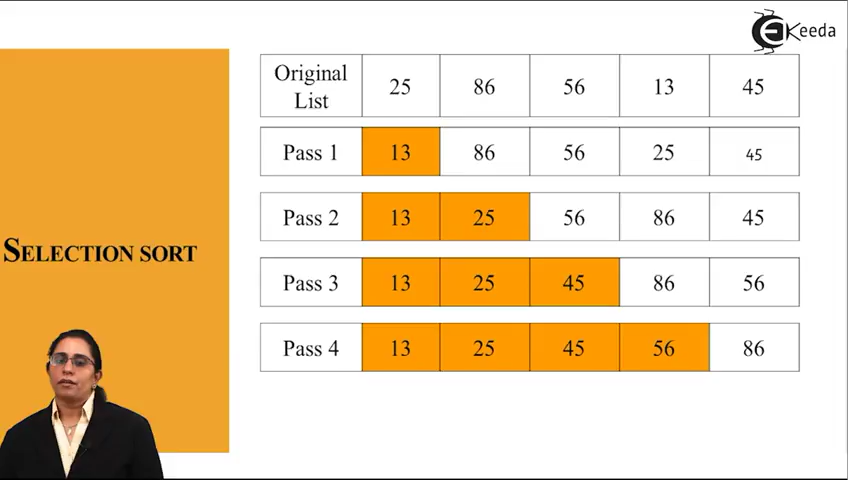 EKeeda
Original List 25 86 56 13 45
Pass 1 13 86 56 25 45
Pass 2 13 25 56 86 45
SELECTION SORT
Pass 3 13 25 45 86 56
Pass 4 13 25 45 56 86